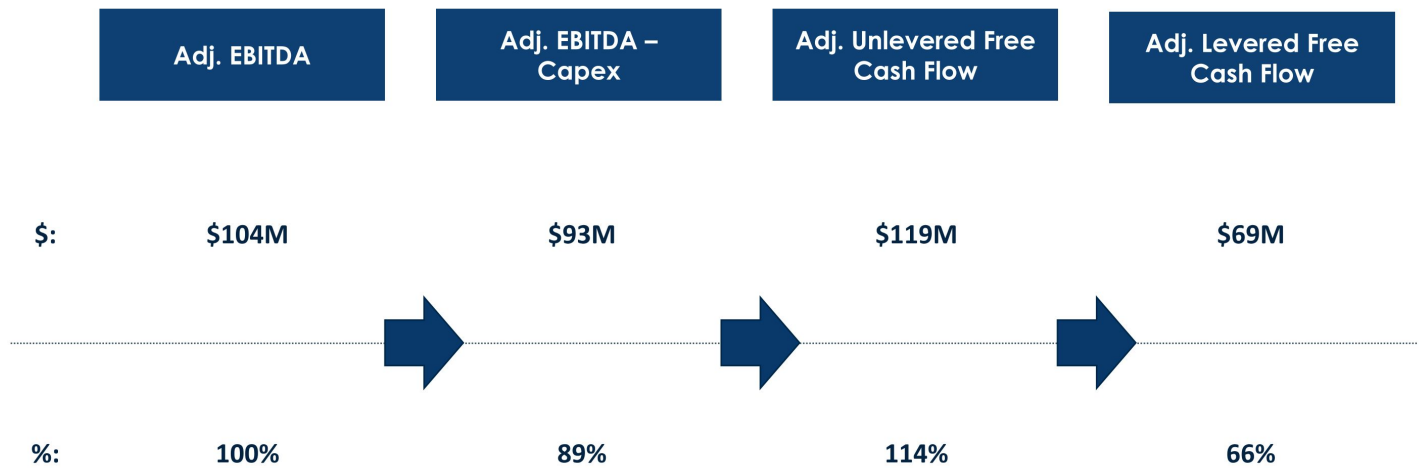 Adj. EBITDA
Adj. EBITDA –
Capex
Adj. Unlevered Free
Cash Flow
Adj. Levered Free
Cash Flow
$: $104M $93M $119M $69M
%: 100% 89% 114% 66%